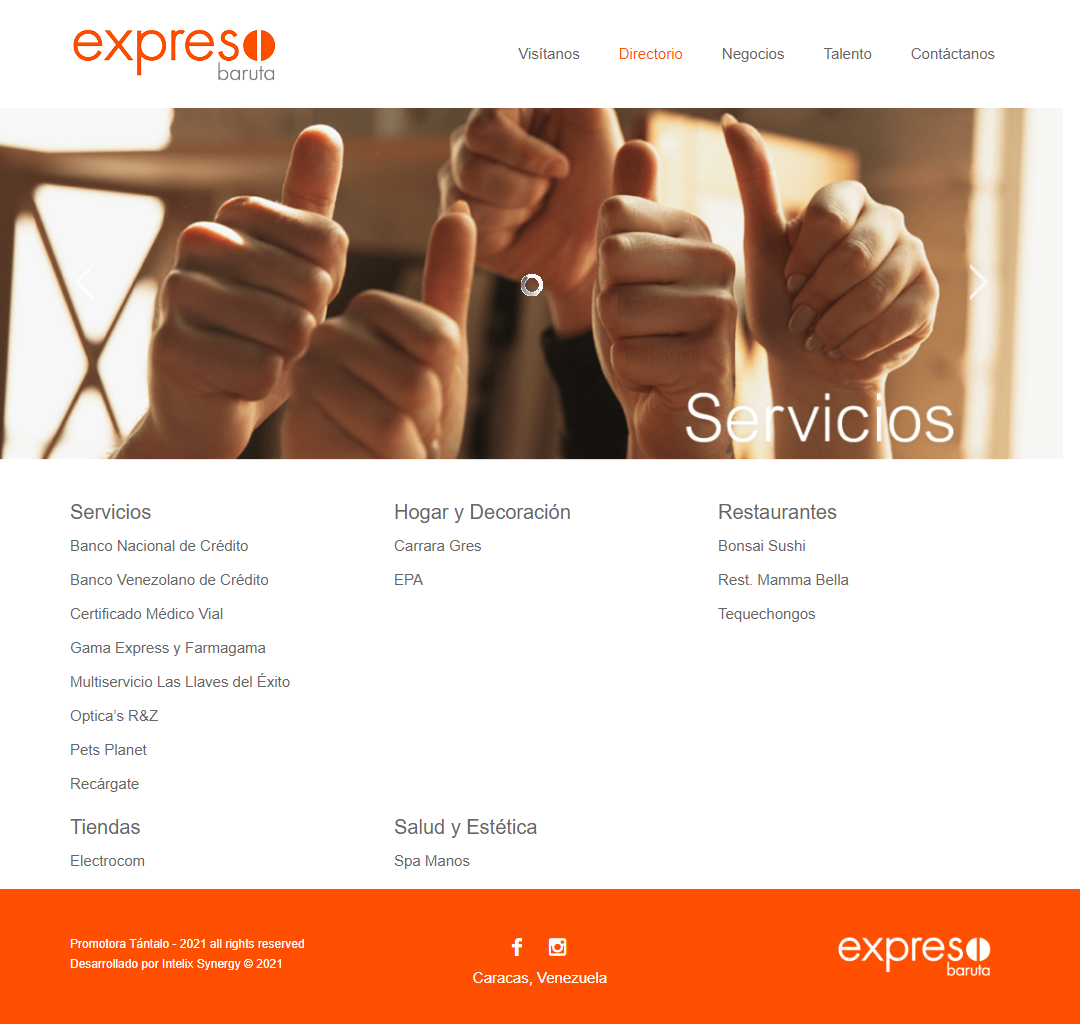 expreso
baruta
Visítanos
Directorio
Negocios
Talento
Contáctanos
Servicios
Servicios
Banco Nacional de Crédito
Banco Venezolano de Crédito
Certificado Médico Vial
Gama Express y Farmagama
Multiservicio Las Llaves del Éxito
Optica’s R&Z
Pets Planet
Recárgate
Hogar y Decoración
Carrara Gres
EPA
Restaurantes
Bonsai Sushi
Rest. Mamma Bella
Tequechongos
Tiendas
Electrocom
Salud y Estética
Spa Manos
Promotora Tántalo - 2021 all rights reserved
Desarrollado por Intelix Synergy © 2021
Caracas, Venezuela
expreso
baruta